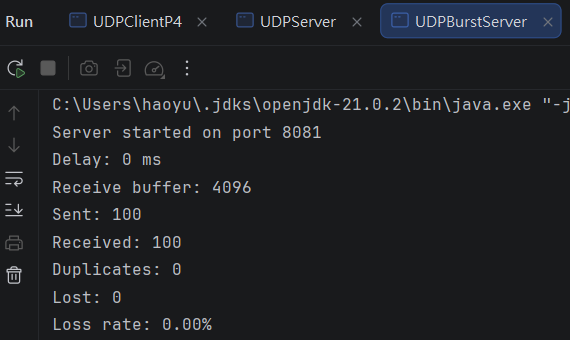 Run UDPClientP4 UDPServer UDPBurstServer
C:\Users\haoyu\.jdks\openjdk-21.0.2\bin\java.exe "-j
Server started on port 8081
Delay: 0 ms
Receive buffer: 4096
Sent: 100
Received: 100
Duplicates: 0
Lost: 0
Loss rate: 0.00%